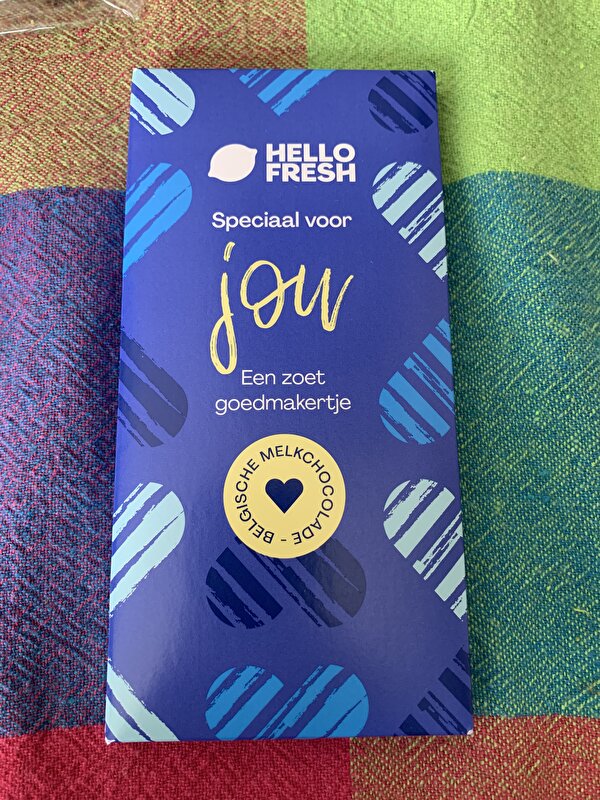 HELLO
FRESH
Speciaal voor
jou
Een zoet
goedmakertje
BELGISCHE MELKCHOCOLADE -